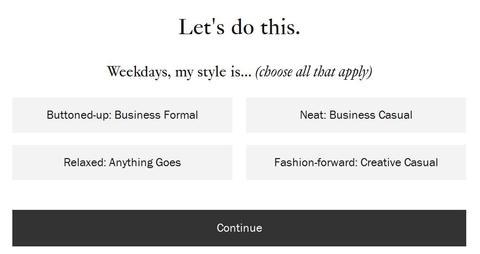 Let's do this.
Weekdays, my style is... (choose all that apply)
Buttoned-up: Business Formal
Neat: Business Casual
Relaxed: Anything Goes
Fashion-forward: Creative Casual
Continue